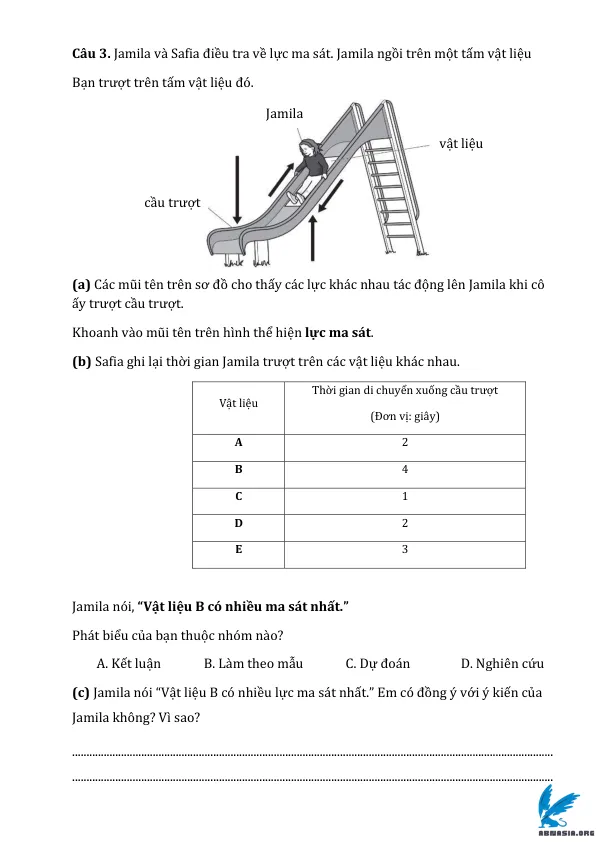 Câu 3. Jamila và Safia điều tra về lực ma sát. Jamila ngồi trên một tấm vật liệu
Bạn trượt trên tấm vật liệu đó.
Jamila
vật liệu
cầu trượt
(a) Các mũi tên trên sơ đồ cho thấy các lực khác nhau tác động lên Jamila khi cô
ấy trượt cầu trượt.
Khoanh vào mũi tên trên hình thể hiện lực ma sát.
(b) Safia ghi lại thời gian Jamila trượt trên các vật liệu khác nhau.
Vật liệu
Thời gian di chuyển xuống cầu trượt
(Đơn vị: giây)
A 2
B 4
C 1
D 2
E 3
Jamila nói, “Vật liệu B có nhiều ma sát nhất.”
Phát biểu của bạn thuộc nhóm nào?
A. Kết luận B. Làm theo mẫu C. Dự đoán D. Nghiên cứu
(c) Jamila nói “Vật liệu B có nhiều lực ma sát nhất.” Em có đồng ý với ý kiến của
Jamila không? Vì sao?
ABMASIA.ORG